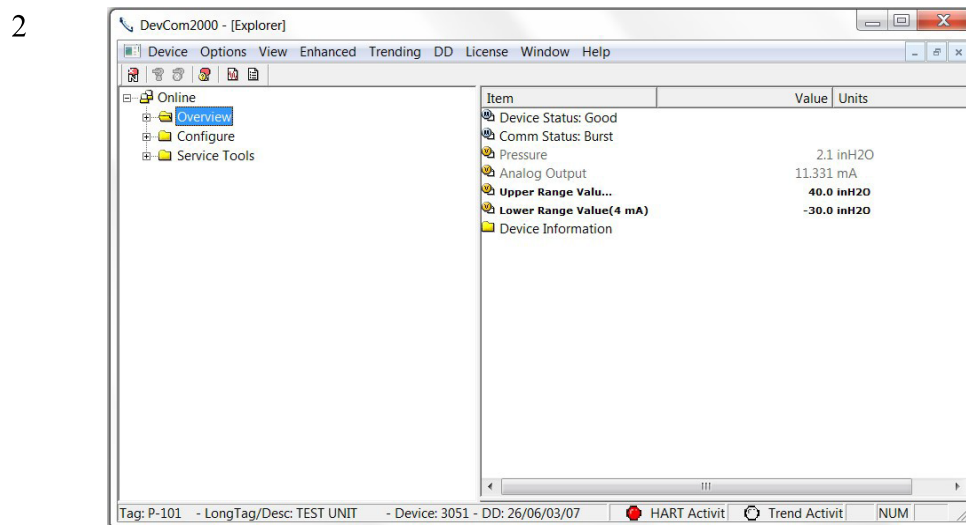 2
DevCom2000 - [Explorer]
Device Options View Enhanced Trending DD License Window Help
Online
Overview
Configure
Service Tools
Item Value Units
Device Status: Good
Comm Status: Burst
Pressure 2.1 inH2O
Analog Output 11.331 mA
Upper Range Valu... 40.0 inH2O
Lower Range Value(4 mA) -30.0 inH2O
Device Information
Tag: P-101 - LongTag/Desc: TEST UNIT - Device: 3051 - DD: 26/06/03/07 HART Activit Trend Activit NUM